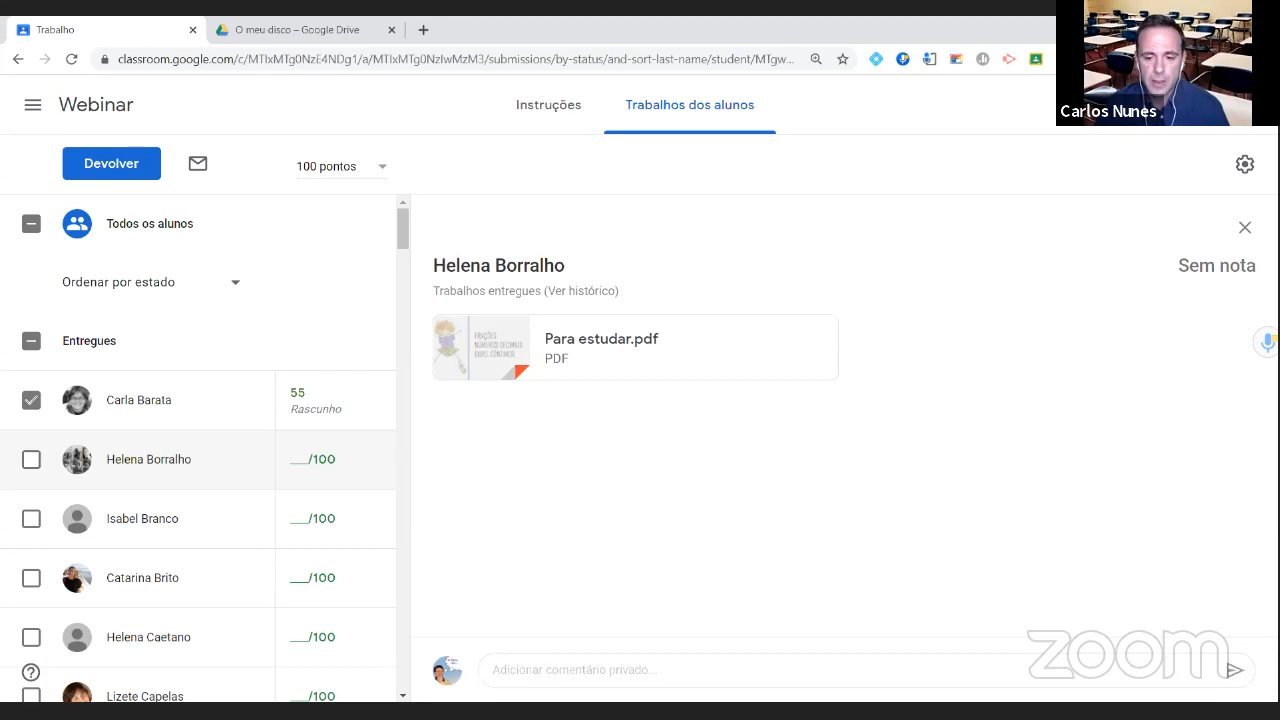 Trabalho
O meu disco – Google Drive
classroom.google.com/c/MTIxMTg0NzE4NDg1/a/MTIxMTg0NzIwMzM3/submissions/by-status/and-sort-last-name/student/MTgw...
Webinar
Instruções
Trabalhos dos alunos
Carlos Nunes
Devolver
100 pontos
Todos os alunos
Ordenar por estado
Entregues
Carla Barata
55
Rascunho
Helena Borralho
___/100
Isabel Branco
___/100
Catarina Brito
___/100
Helena Caetano
___/100
Lizete Capelas
___/100
Helena Borralho
Sem nota
Trabalhos entregues (Ver histórico)
Para estudar.pdf
PDF
Adicionar comentário privado...
zoom